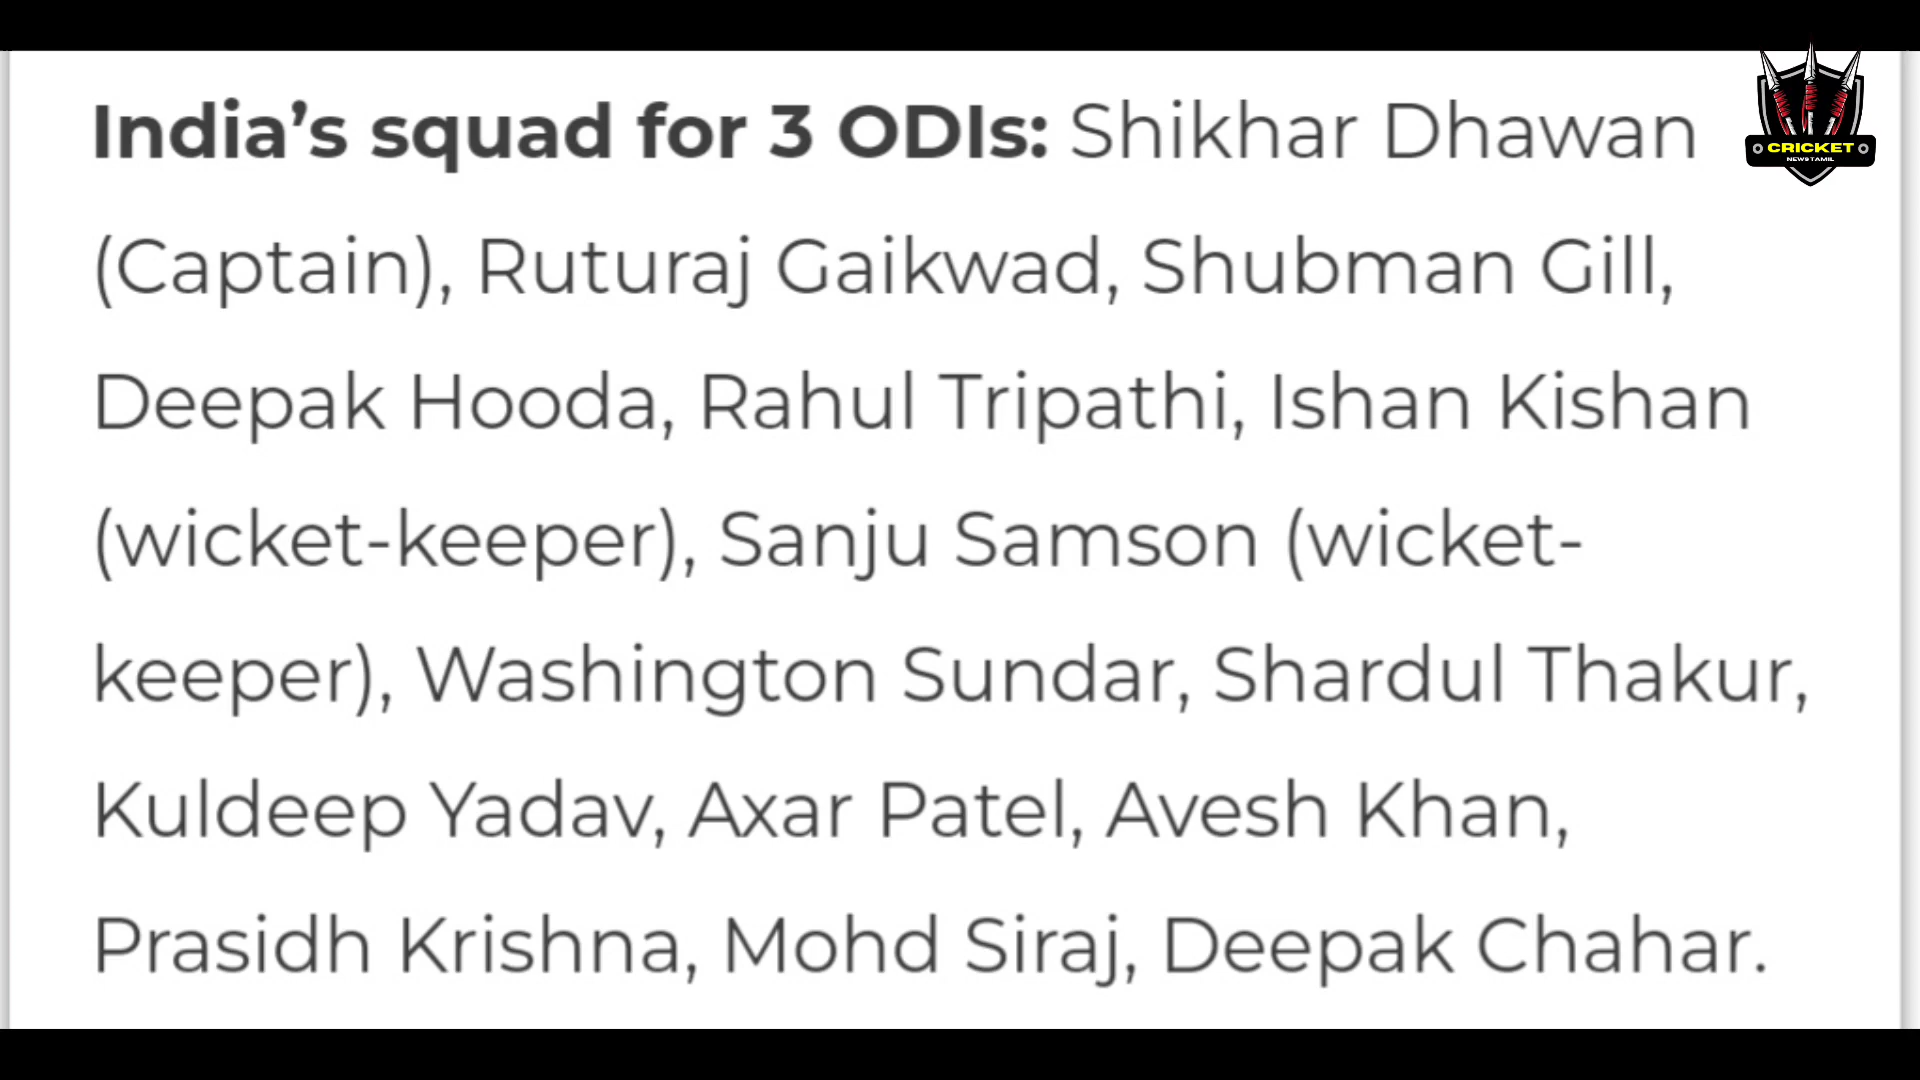 India’s squad for 3 ODIs: Shikhar Dhawan
(Captain), Ruturaj Gaikwad, Shubman Gill,
Deepak Hooda, Rahul Tripathi, Ishan Kishan
(wicket-keeper), Sanju Samson (wicket-
keeper), Washington Sundar, Shardul Thakur,
Kuldeep Yadav, Axar Patel, Avesh Khan,
Prasidh Krishna, Mohd Siraj, Deepak Chahar.
CRICKET
NEWS TAMIL